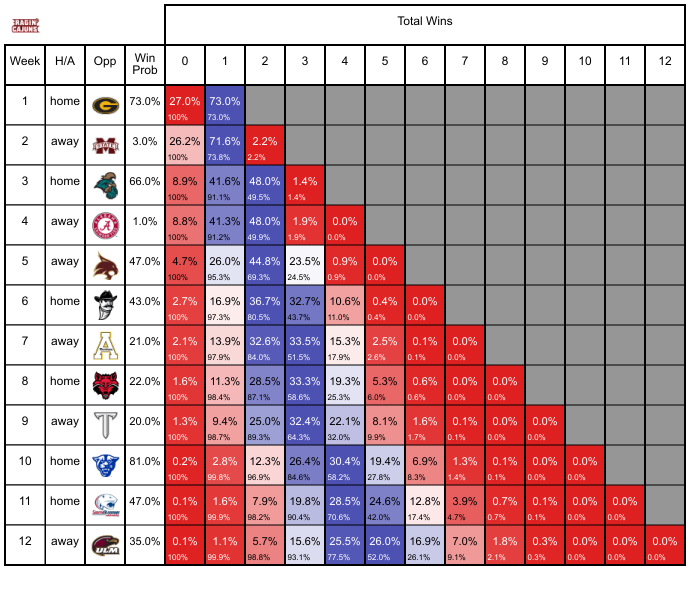 RAGIN
CAJUNS
Total Wins
Week H/A Opp Win Prob 0 1 2 3 4 5 6 7 8 9 10 11 12
1 home G 73.0% 27.0% 73.0%
100% 73.0%
2 away M STATE 3.0% 26.2% 71.6% 2.2%
100% 73.8% 2.2%
3 home 66.0% 8.9% 41.6% 48.0% 1.4%
100% 91.1% 49.5% 1.4%
4 away A 1.0% 8.8% 41.3% 48.0% 1.9% 0.0%
100% 91.2% 49.9% 1.9% 0.0%
5 away 47.0% 4.7% 26.0% 44.8% 23.5% 0.9% 0.0%
100% 95.3% 69.3% 24.5% 0.9% 0.0%
6 home 43.0% 2.7% 16.9% 36.7% 32.7% 10.6% 0.4% 0.0%
100% 97.3% 80.5% 43.7% 11.0% 0.4% 0.0%
7 away A 21.0% 2.1% 13.9% 32.6% 33.5% 15.3% 2.5% 0.1% 0.0%
100% 97.9% 84.0% 51.5% 17.9% 2.6% 0.1% 0.0%
8 home 22.0% 1.6% 11.3% 28.5% 33.3% 19.3% 5.3% 0.6% 0.0% 0.0%
100% 98.4% 87.1% 58.6% 25.3% 6.0% 0.6% 0.0% 0.0%
9 away T 20.0% 1.3% 9.4% 25.0% 32.4% 22.1% 8.1% 1.6% 0.1% 0.0% 0.0%
100% 98.7% 89.3% 64.3% 32.0% 9.9% 1.7% 0.1% 0.0% 0.0%
10 home 81.0% 0.2% 2.8% 12.3% 26.4% 30.4% 19.4% 6.9% 1.3% 0.1% 0.0% 0.0%
100% 99.8% 96.9% 84.6% 58.2% 27.8% 8.3% 1.4% 0.1% 0.0% 0.0%
11 home 47.0% 0.1% 1.6% 7.9% 19.8% 28.5% 24.6% 12.8% 3.9% 0.7% 0.1% 0.0% 0.0%
100% 99.9% 98.2% 90.4% 70.6% 42.0% 17.4% 4.7% 0.7% 0.1% 0.0% 0.0%
12 away ULM 35.0% 0.1% 1.1% 5.7% 15.6% 25.5% 26.0% 16.9% 7.0% 1.8% 0.3% 0.0% 0.0% 0.0%
100% 99.9% 98.8% 93.1% 77.5% 52.0% 26.1% 9.1% 2.1% 0.3% 0.0% 0.0% 0.0%